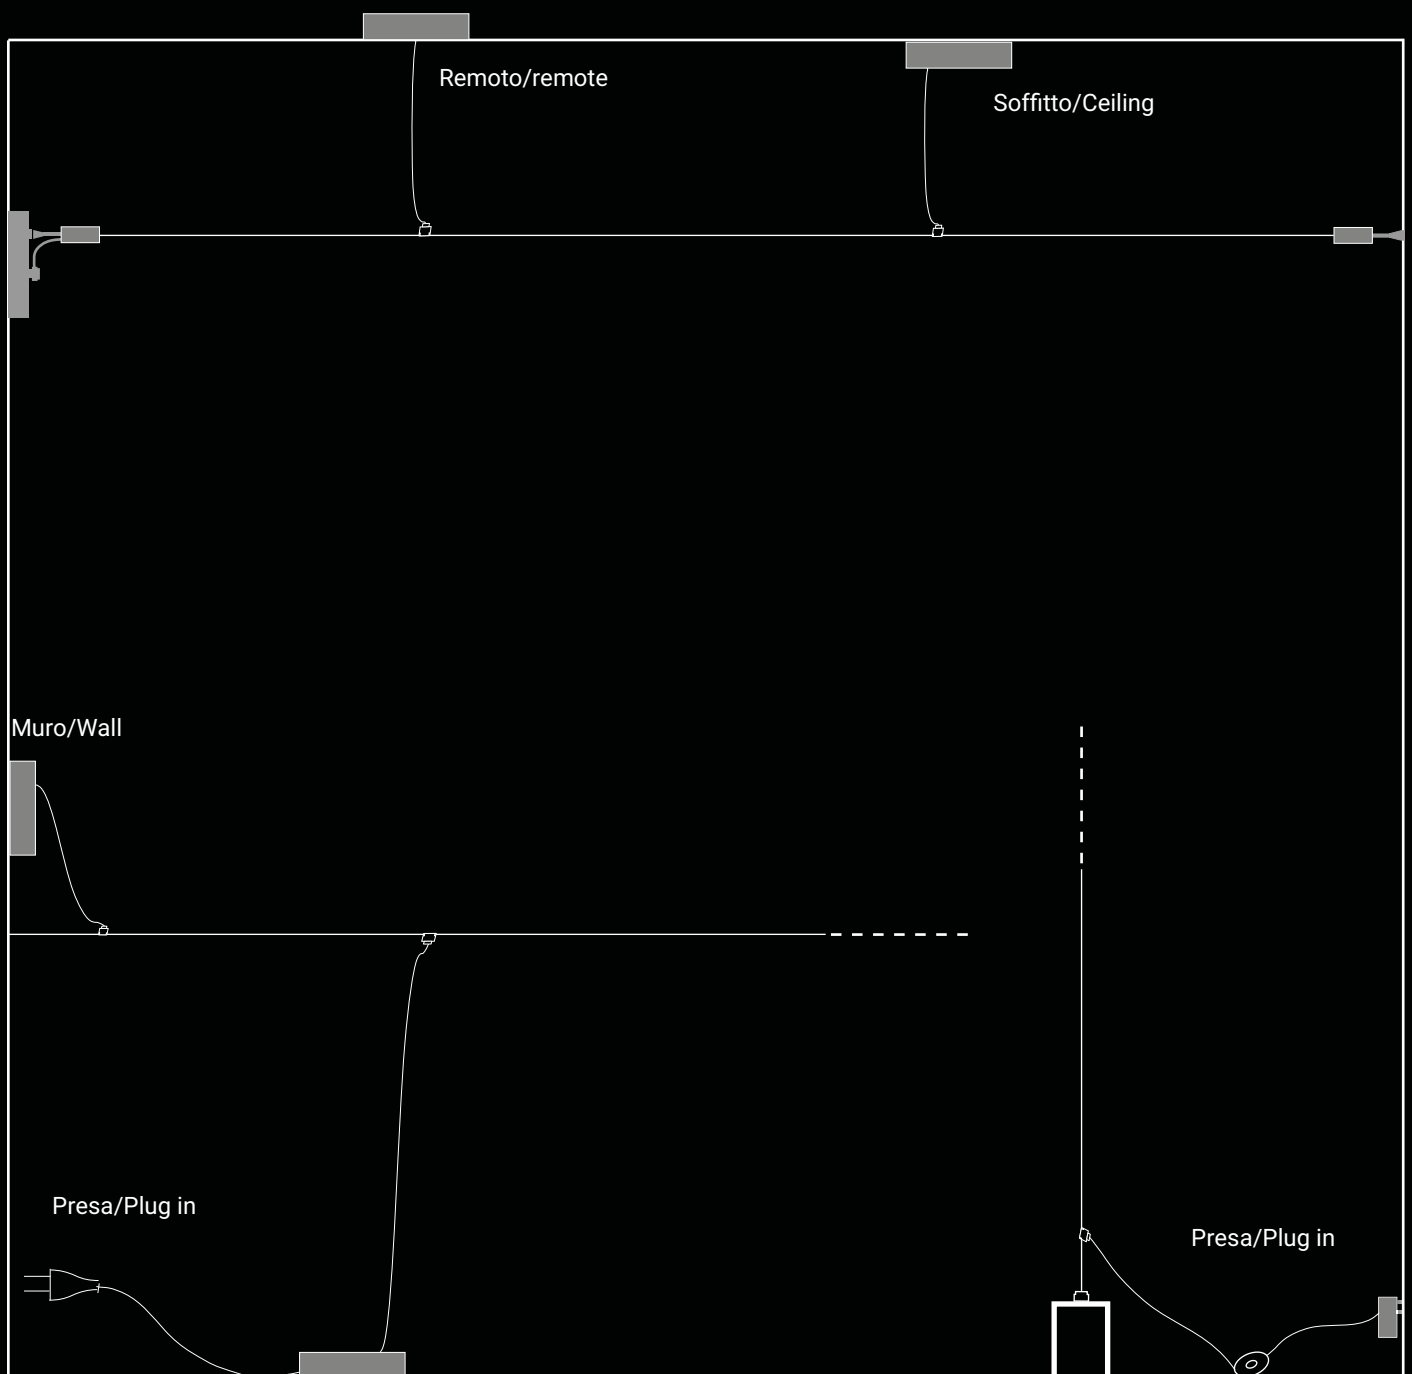 Remoto/remote
Soffitto/Ceiling
Muro/Wall
Presa/Plug in
Presa/Plug in